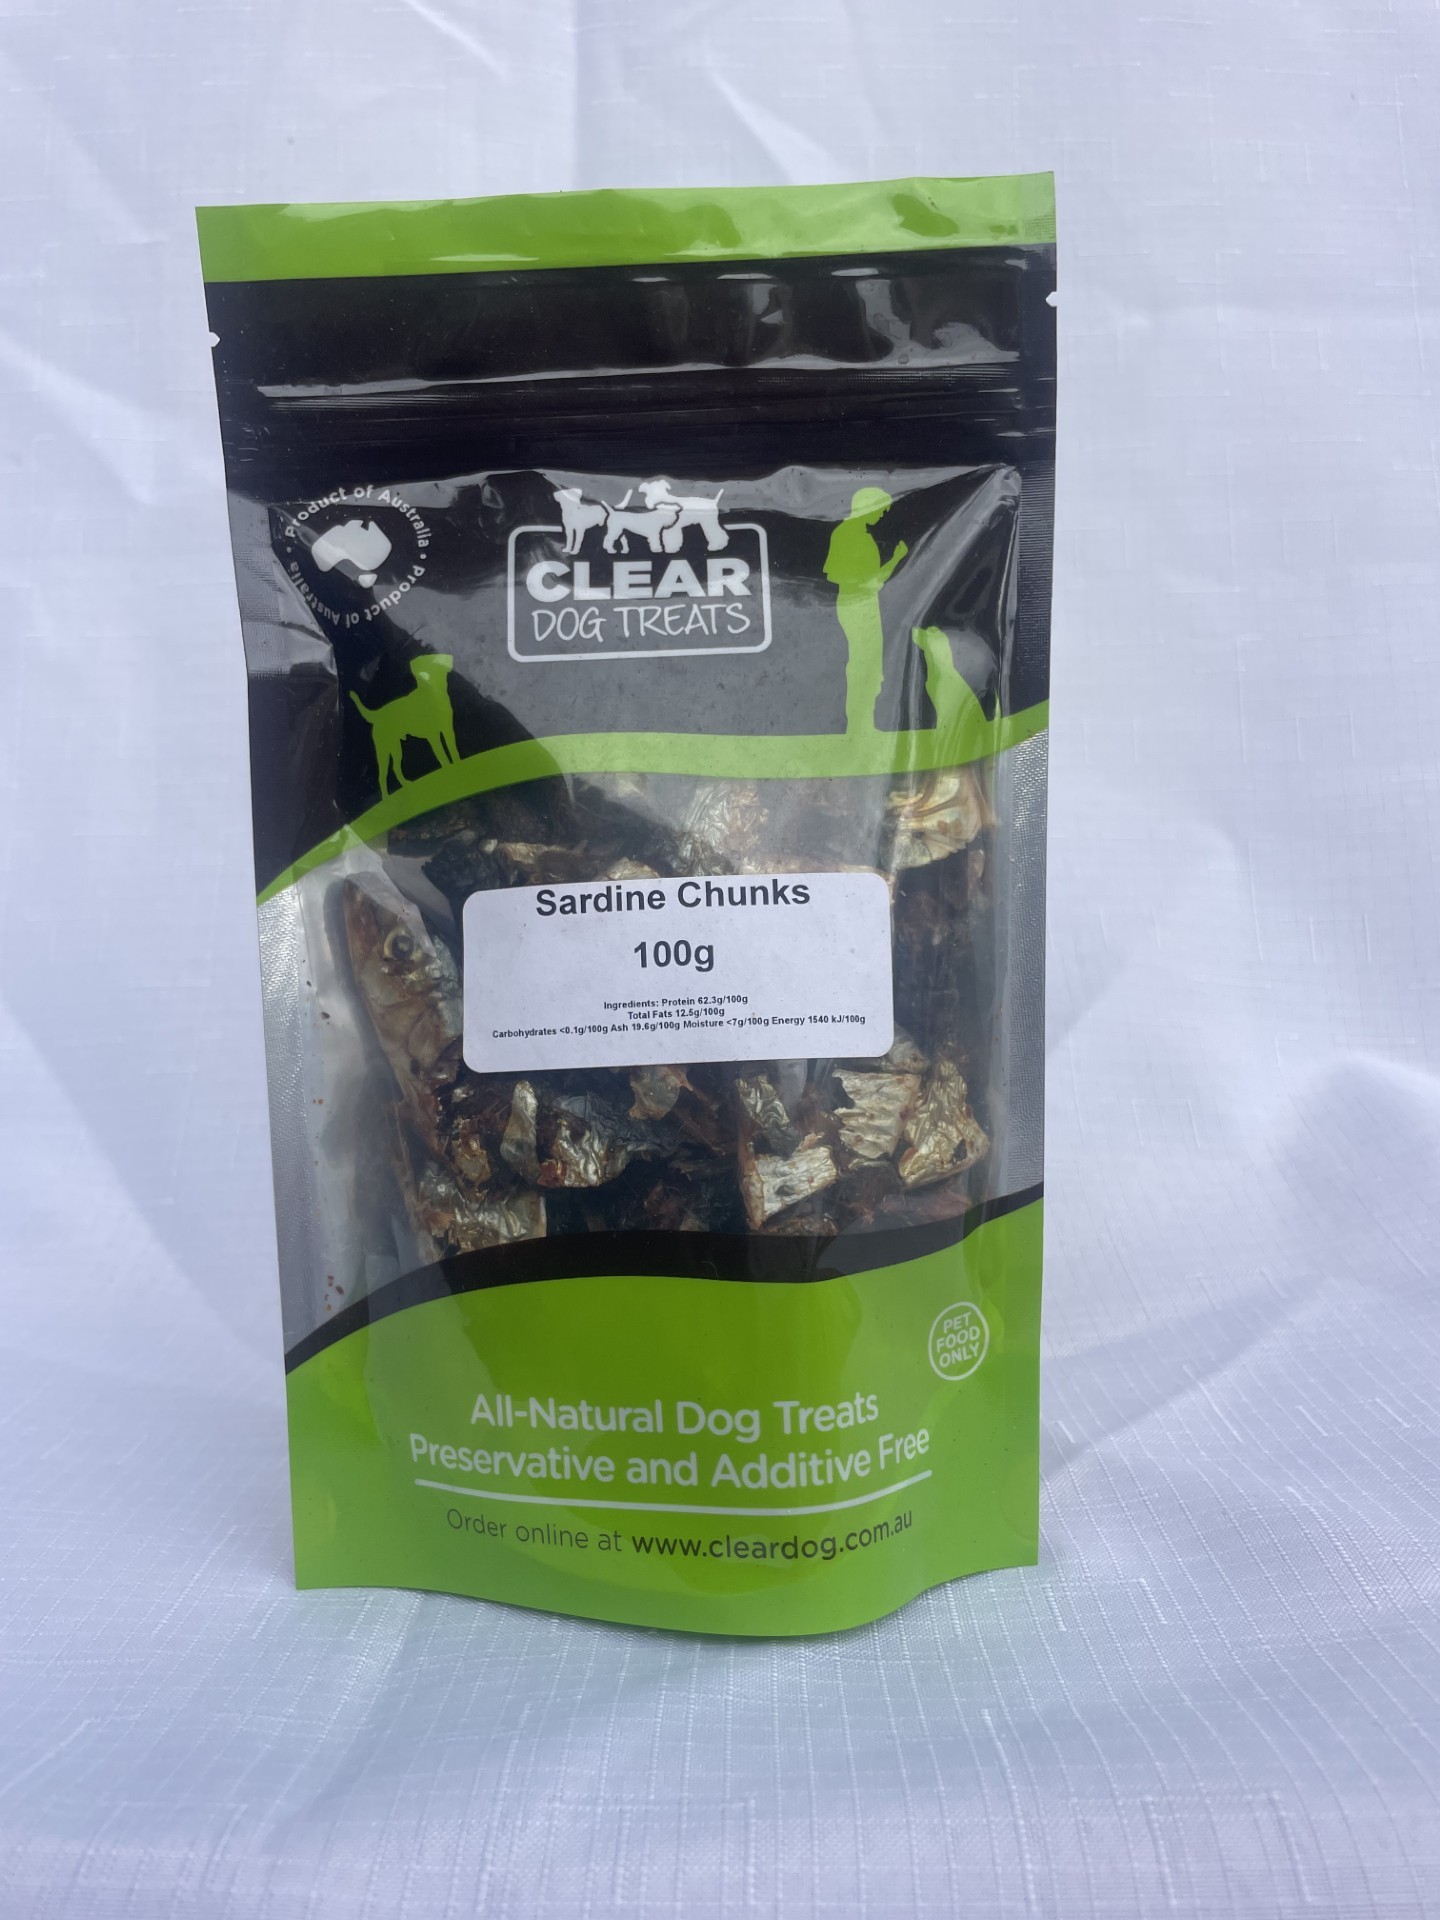 Product of Australia • Product of Australia •
CLEAR
DOG TREATS
Sardine Chunks
100g
Ingredients: Protein 62.3g/100g
Total Fats 12.5g/100g
Carbohydrates <0.1g/100g Ash 19.6g/100g Moisture <7g/100g Energy 1540 kJ/100g
PET
FOOD
ONLY
All-Natural Dog Treats
Preservative and Additive Free
Order online at www.cleardog.com.au